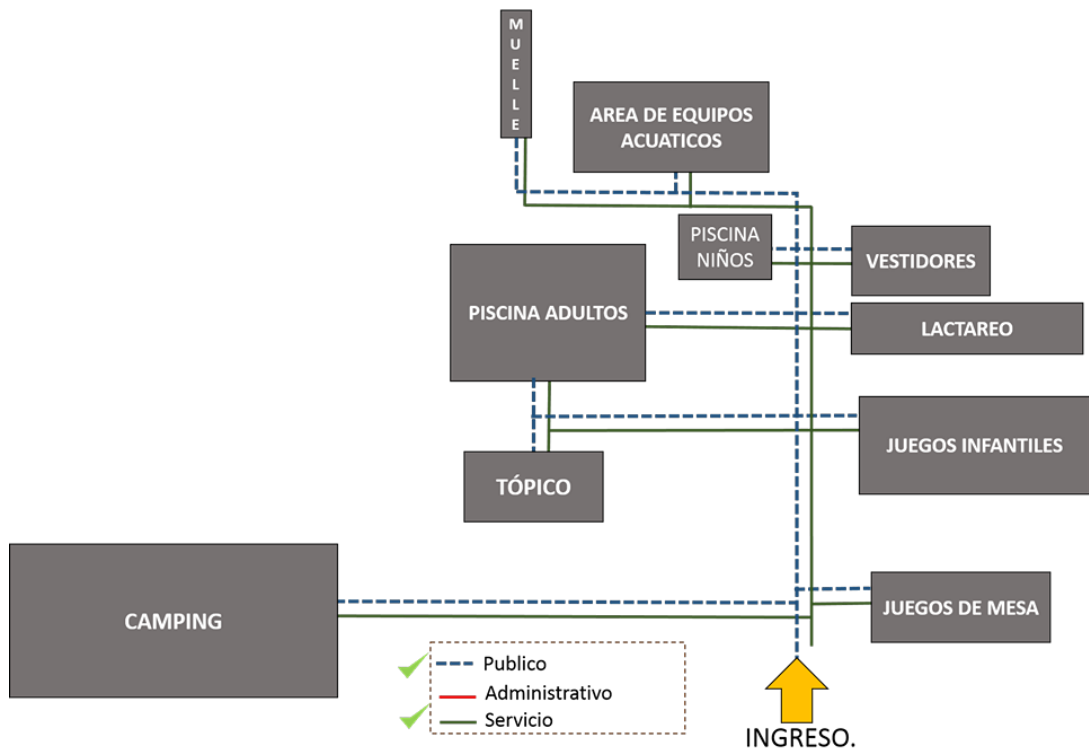 MUELLE
AREA DE EQUIPOS
ACUATICOS
PISCINA
NIÑOS
VESTIDORES
PISCINA ADULTOS
LACTAREO
JUEGOS INFANTILES
TÓPICO
CAMPING
JUEGOS DE MESA
Publico
Administrativo
Servicio
INGRESO.